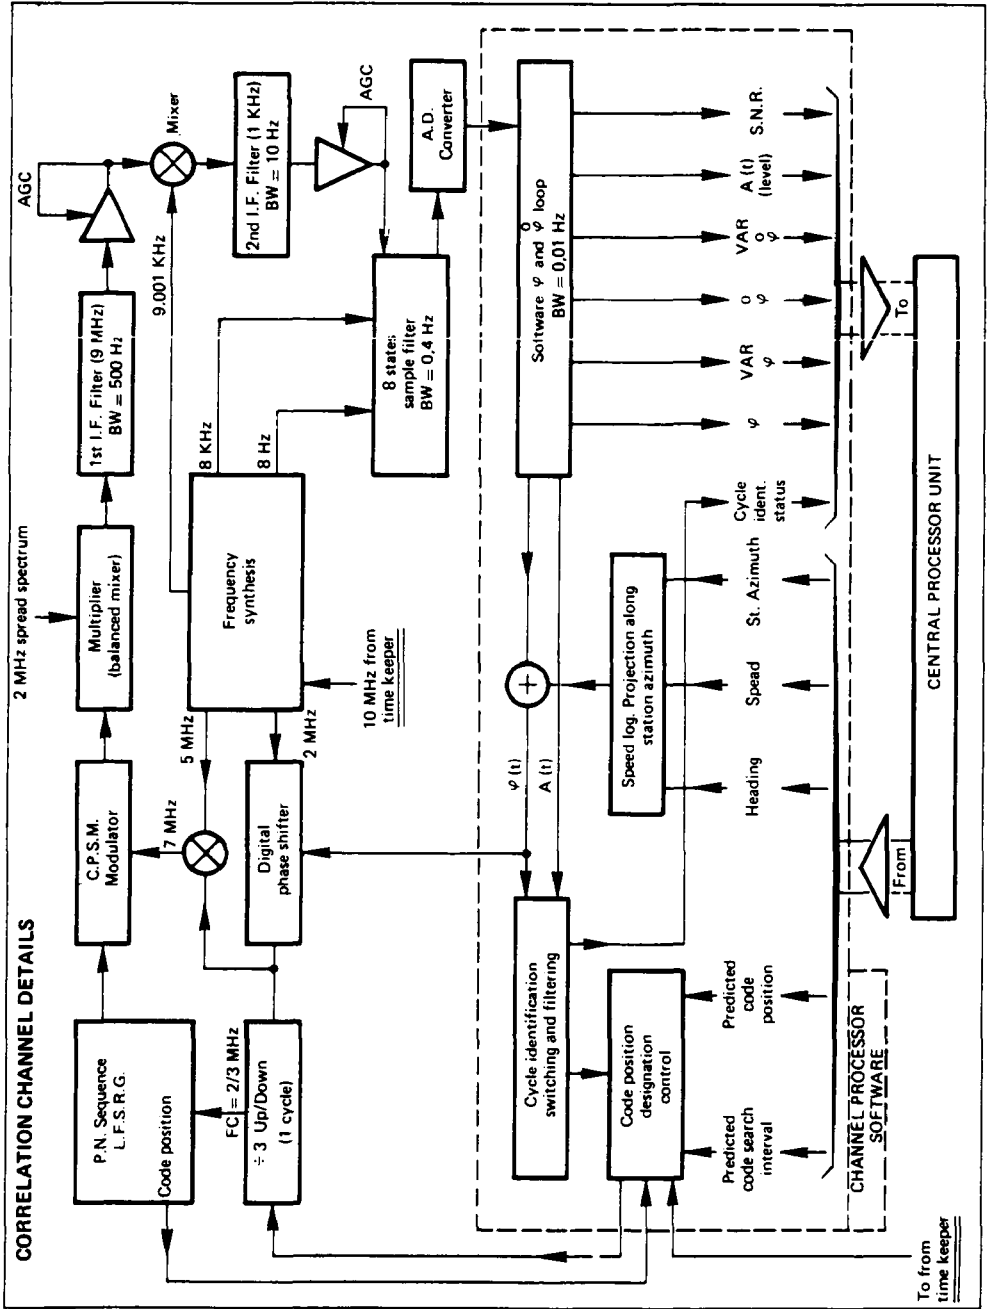 CORRELATION CHANNEL DETAILS
2 MHz spread spectrum
AGC
P.N. Sequence
L.F.S.R.G.
Code position
C.P.S.M.
Modulator
Multiplier
(balanced mixer)
1st I.F. Filter (9 MHz)
BW = 500 Hz
Mixer
FC = 2/3 MHz
7 MHz
5 MHz
9.001 KHz
÷ 3 Up/Down
(1 cycle)
Digital
phase shifter
2 MHz
Frequency
synthesis
8 KHz
8 Hz
2nd I.F. Filter (1 KHz)
BW = 10 Hz
AGC
10 MHz from
time keeper
8 states
sample filter
BW = 0,4 Hz
A.D.
Converter
φ (t)
A (t)
Cycle identification
switching and filtering
Software φ and φ̊ loop
BW = 0,01 Hz
Code position
designation
control
Speed log. Projection along
station azimuth
Predicted
code search
interval
Predicted
code
position
Heading
Spead
St. Azimuth
Cycle
ident.
status
φ
VAR
φ
o
φ
VAR
o
φ
A (t)
(level)
S.N.R.
CHANNEL PROCESSOR
SOFTWARE
From
To
To from
time keeper
CENTRAL PROCESSOR UNIT